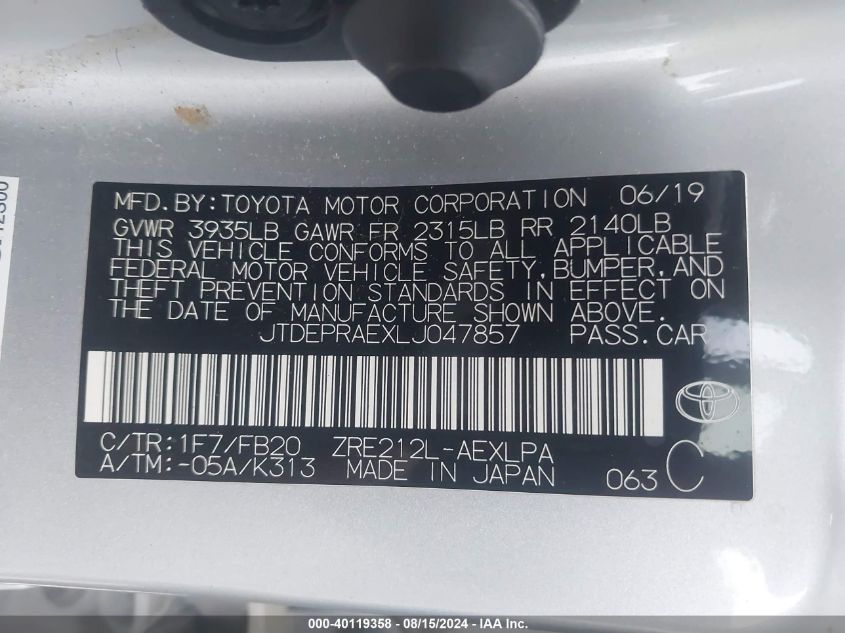 MFD.BY:TOYOTA MOTOR CORPORATION 06/19
GVWR 3935LB GAWR FR 2315LB RR 2140LB
THIS VEHICLE CONFORMS TO ALL APPLICABLE
FEDERAL MOTOR VEHICLE SAFETY,BUMPER,AND
THEFT PREVENTION STANDARDS IN EFFECT ON
THE DATE OF MANUFACTURE SHOWN ABOVE.
JTDEPRAEXLJ047857 PASS.CAR
C/TR:1F7/FB20 ZRE212L-AEXLPA
A/TM:-05A/K313 MADE IN JAPAN 063 C
000-40119358 - 08/15/2024 - IAA Inc.